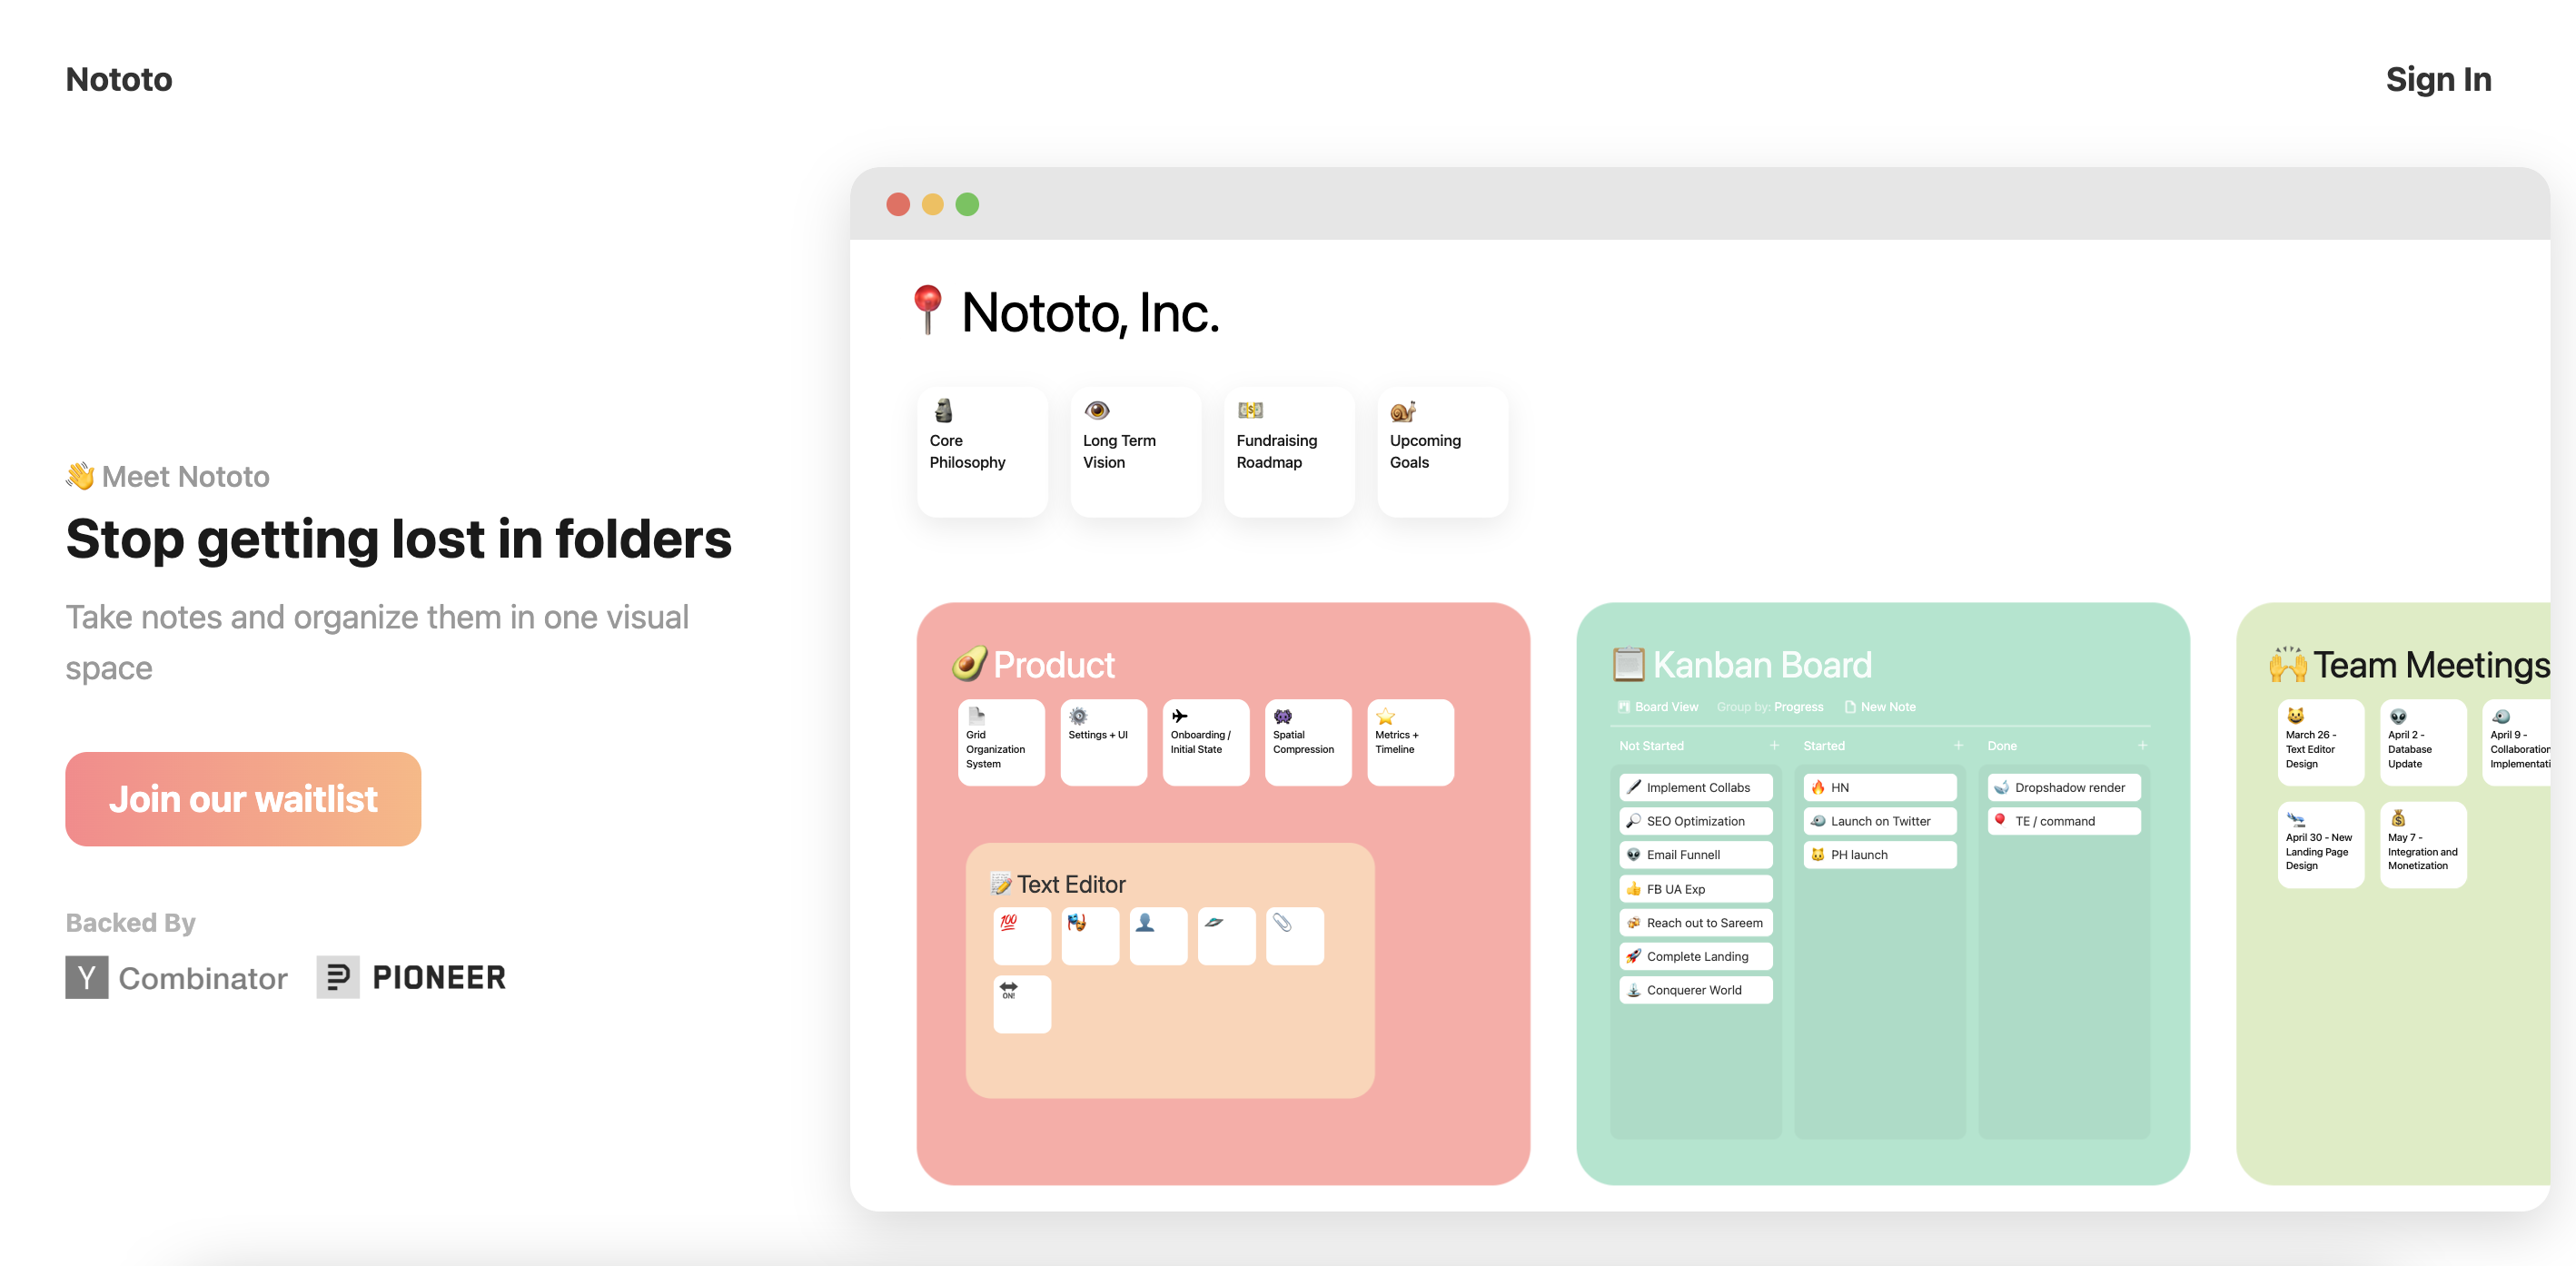 Nototo
Sign In
👋 Meet Nototo
Stop getting lost in folders
Take notes and organize them in one visual
space
Join our waitlist
Backed By
Y Combinator
PIONEER
Nototo, Inc.
Core
Philosophy
Long Term
Vision
Fundraising
Roadmap
Upcoming
Goals
Product
Grid
Organization
System
Settings + UI
Onboarding /
Initial State
Spatial
Compression
Metrics +
Timeline
Text Editor
100
ON!
Kanban Board
Board View
Group by: Progress
New Note
Not Started +
Implement Collabs
SEO Optimization
Email Funnell
FB UA Exp
Reach out to Sareem
Complete Landing
Conquerer World
Started +
HN
Launch on Twitter
PH launch
Done +
Dropshadow render
TE / command
Team Meetings
March 26 -
Text Editor
Design
April 2 -
Database
Update
April 9 -
Collaboration
Implementati
April 30 - New
Landing Page
Design
May 7 -
Integration and
Monetization